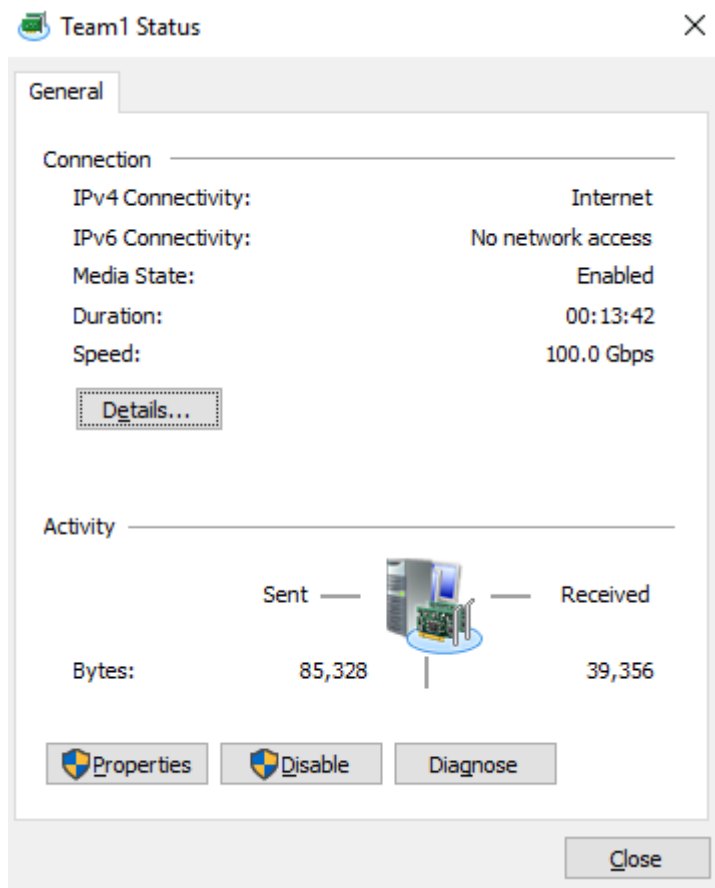 Team1 Status
General
Connection
IPv4 Connectivity: Internet
IPv6 Connectivity: No network access
Media State: Enabled
Duration: 00:13:42
Speed: 100.0 Gbps
Details...
Activity
Sent Received
Bytes: 85,328 39,356
Properties Disable Diagnose
Close